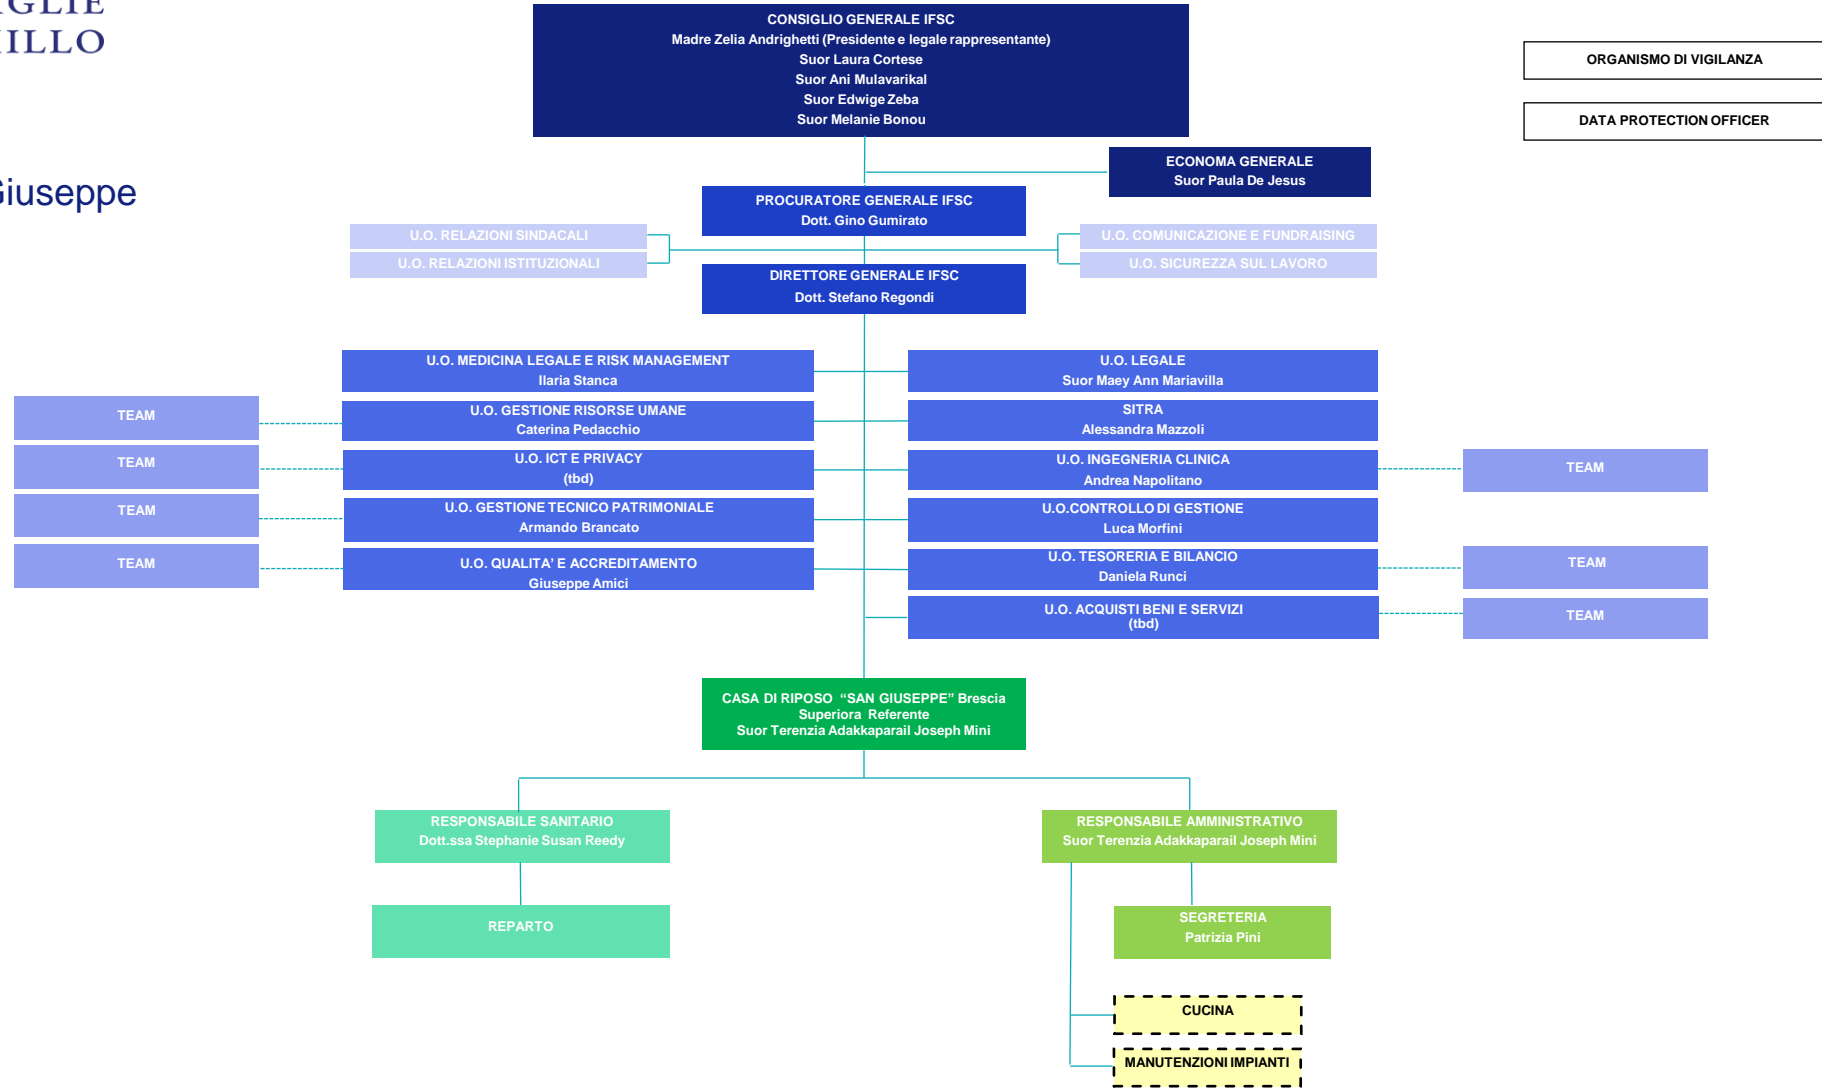 CONSIGLIO GENERALE IFSC
Madre Zelia Andrighetti (Presidente e legale rappresentante)
Suor Laura Cortese
Suor Ani Mulavarikal
Suor Edwige Zeba
Suor Melanie Bonou
ORGANISMO DI VIGILANZA
DATA PROTECTION OFFICER
ECONOMA GENERALE
Suor Paula De Jesus
Giuseppe
PROCURATORE GENERALE IFSC
Dott. Gino Gumirato
U.O. RELAZIONI SINDACALI
U.O. RELAZIONI ISTITUZIONALI
U.O. COMUNICAZIONE E FUNDRAISING
U.O. SICUREZZA SUL LAVORO
DIRETTORE GENERALE IFSC
Dott. Stefano Regondi
U.O. MEDICINA LEGALE E RISK MANAGEMENT
Ilaria Stanca
U.O. LEGALE
Suor Maey Ann Mariavilla
TEAM
U.O. GESTIONE RISORSE UMANE
Caterina Pedacchio
SITRA
Alessandra Mazzoli
TEAM
U.O. ICT E PRIVACY
(tbd)
U.O. INGEGNERIA CLINICA
Andrea Napolitano
TEAM
TEAM
U.O. GESTIONE TECNICO PATRIMONIALE
Armando Brancato
U.O.CONTROLLO DI GESTIONE
Luca Morfini
TEAM
U.O. QUALITA' E ACCREDITAMENTO
Giuseppe Amici
U.O. TESORERIA E BILANCIO
Daniela Runci
TEAM
U.O. ACQUISTI BENI E SERVIZI
(tbd)
TEAM
CASA DI RIPOSO “SAN GIUSEPPE” Brescia
Superiora Referente
Suor Terenzia Adakkaparail Joseph Mini
RESPONSABILE SANITARIO
Dott.ssa Stephanie Susan Reedy
RESPONSABILE AMMINISTRATIVO
Suor Terenzia Adakkaparail Joseph Mini
REPARTO
SEGRETERIA
Patrizia Pini
CUCINA
MANUTENZIONI IMPIANTI